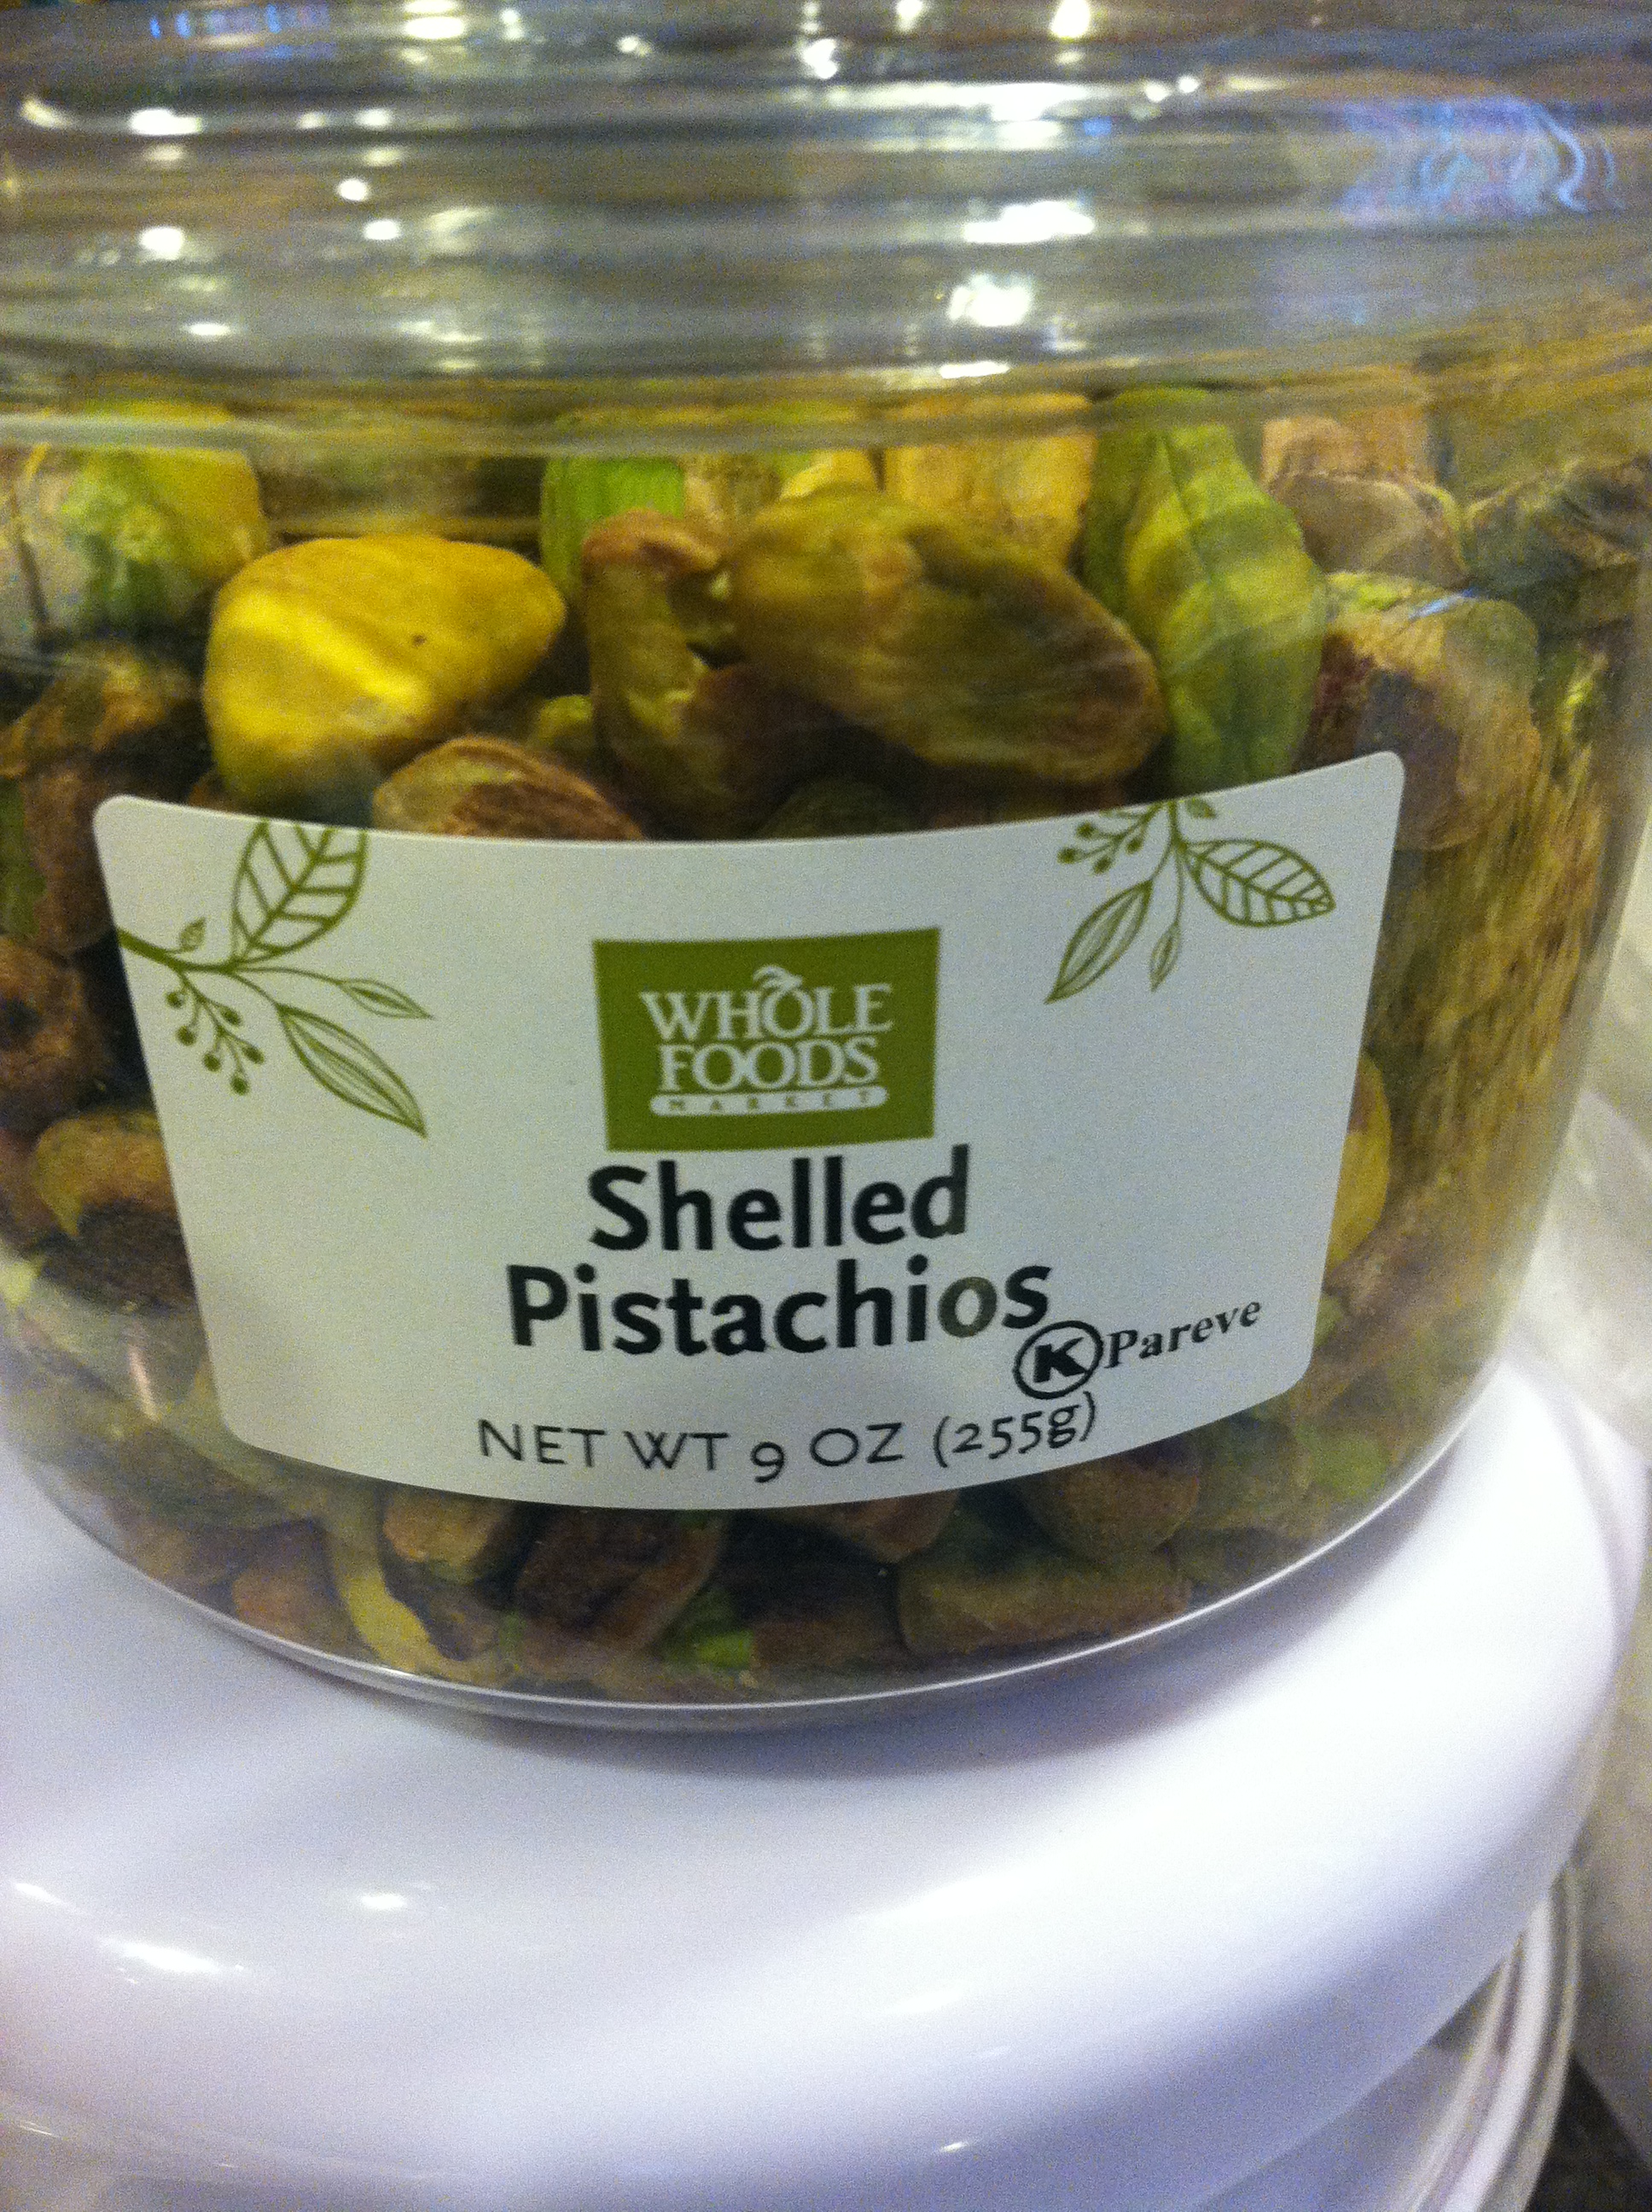 WHOLE
FOODS
MARKET
Shelled
Pistachios
K Pareve
NET WT 9 OZ (255g)